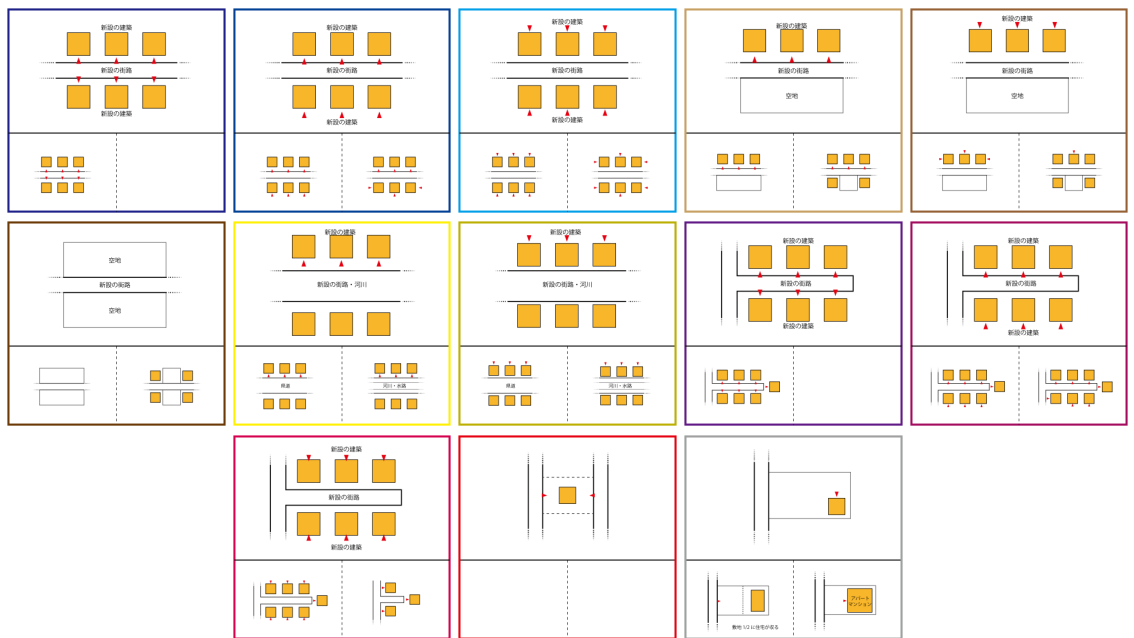 新設の建築
新設の街路
新設の建築
新設の建築
新設の街路
新設の建築
新設の建築
新設の街路
新設の建築
新設の建築
新設の街路
空地
新設の建築
新設の街路
空地
空地
新設の街路
空地
新設の建築
新設の街路・河川
県道
河川・水路
新設の建築
新設の街路・河川
県道
河川・水路
新設の建築
新設の街路
新設の建築
新設の建築
新設の街路
新設の建築
新設の建築
新設の街路
新設の建築
敷地 1/2 に住宅が収る
アパート
マンション